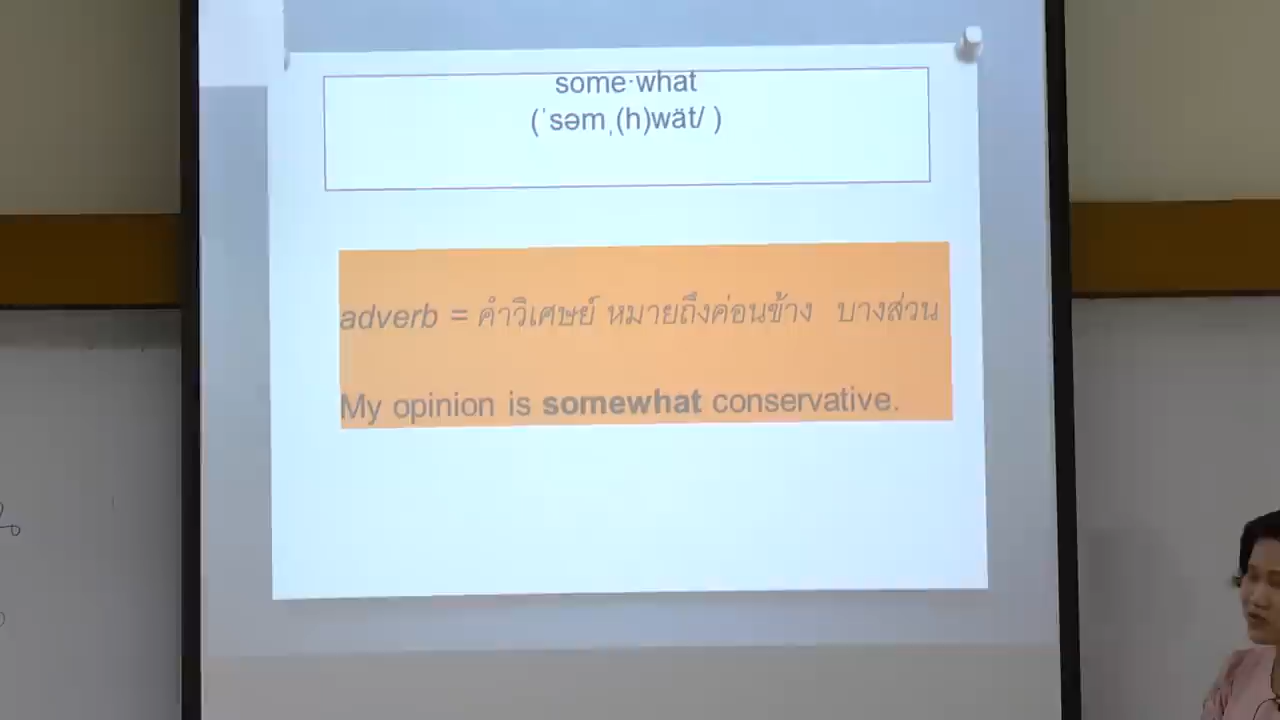 some·what
(ˈsəmˌ(h)wät/ )
adverb = คำวิเศษย์ หมายถึงค่อนข้าง บางส่วน
My opinion is somewhat conservative.